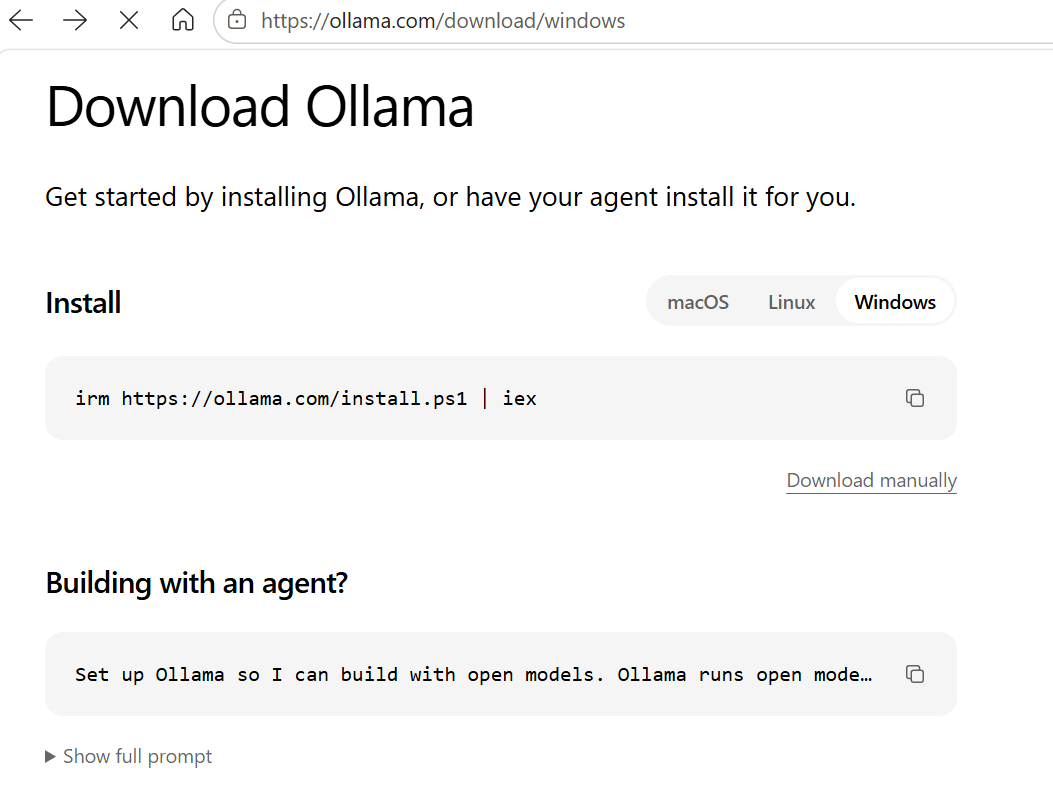 https://ollama.com/download/windows
Download Ollama
Get started by installing Ollama, or have your agent install it for you.
Install
macOS Linux Windows
irm https://ollama.com/install.ps1 | iex
Download manually
Building with an agent?
Set up Ollama so I can build with open models. Ollama runs open mode…
Show full prompt